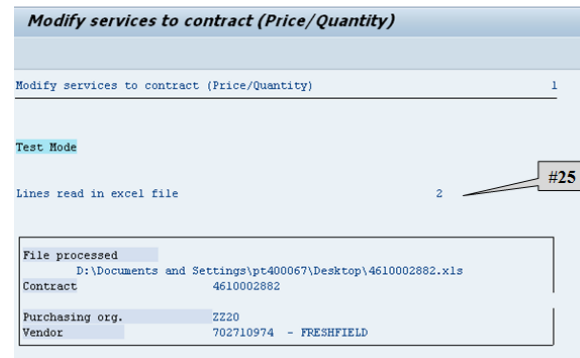 Modify services to contract (Price/Quantity)
Modify services to contract (Price/Quantity) 1
Test Mode
#25
Lines read in excel file 2
File processed
D:\Documents and Settings\pt400067\Desktop\4610002882.xls
Contract 4610002882
Purchasing org. ZZ20
Vendor 702710974 - FRESHFIELD